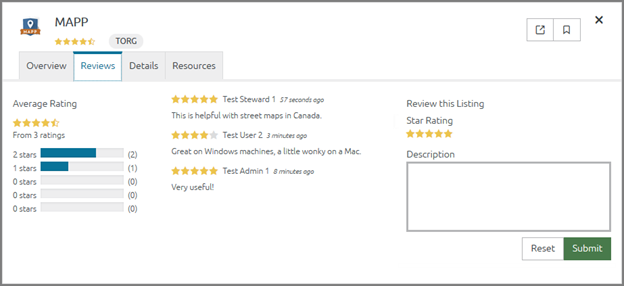 MAPP
MAPP
TORG
Overview
Reviews
Details
Resources
Average Rating
From 3 ratings
2 stars (2)
1 stars (1)
0 stars (0)
0 stars (0)
0 stars (0)
Test Steward 1 57 seconds ago
This is helpful with street maps in Canada.
Test User 2 3 minutes ago
Great on Windows machines, a little wonky on a Mac.
Test Admin 1 8 minutes ago
Very useful!
Review this Listing
Star Rating
Description
Reset
Submit